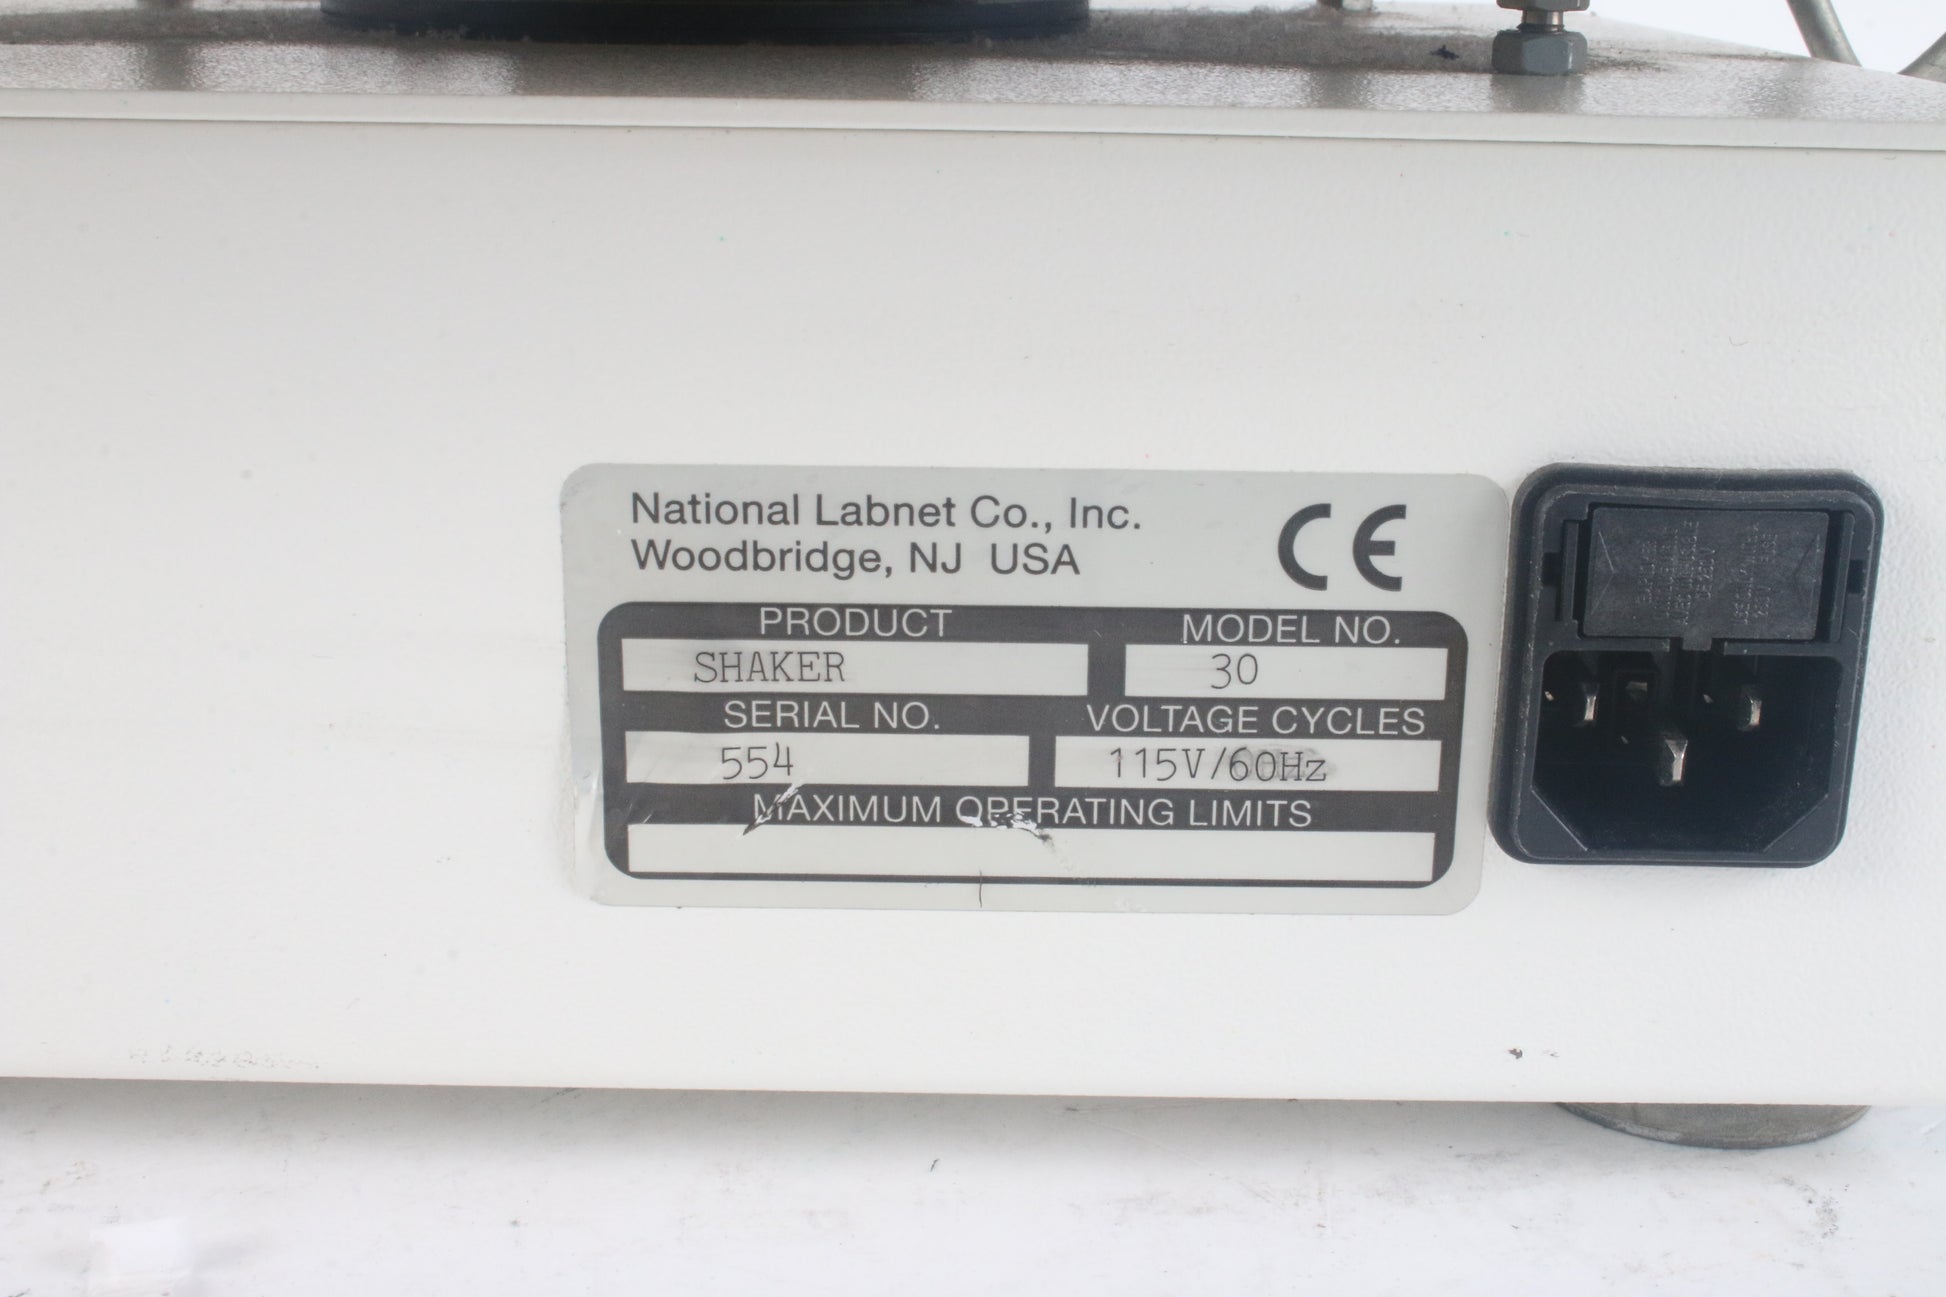 National Labnet Co., Inc.
Woodbridge, NJ USA
CE
PRODUCT MODEL NO.
SHAKER 30
SERIAL NO. VOLTAGE CYCLES
554 115V/60Hz
MAXIMUM OPERATING LIMITS